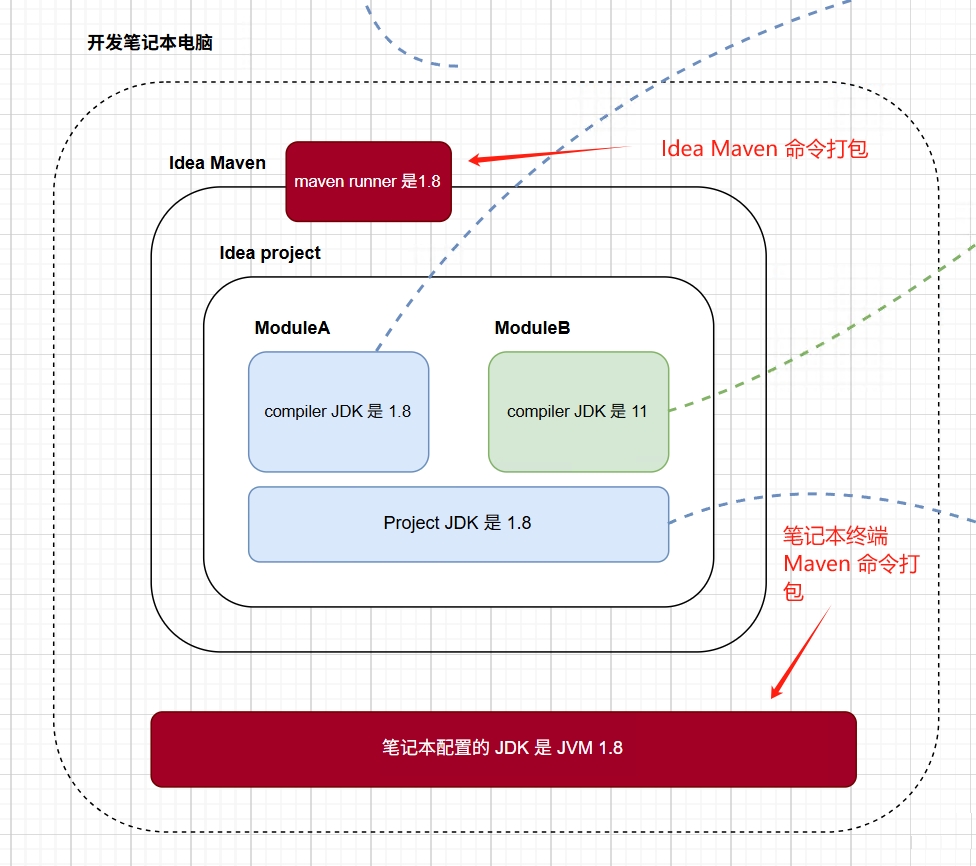 开发笔记本电脑
Idea Maven
maven runner 是1.8
Idea Maven 命令打包
Idea project
ModuleA
ModuleB
compiler JDK 是 1.8
compiler JDK 是 11
Project JDK 是 1.8
笔记本终端
Maven 命令打
包
笔记本配置的 JDK 是 JVM 1.8